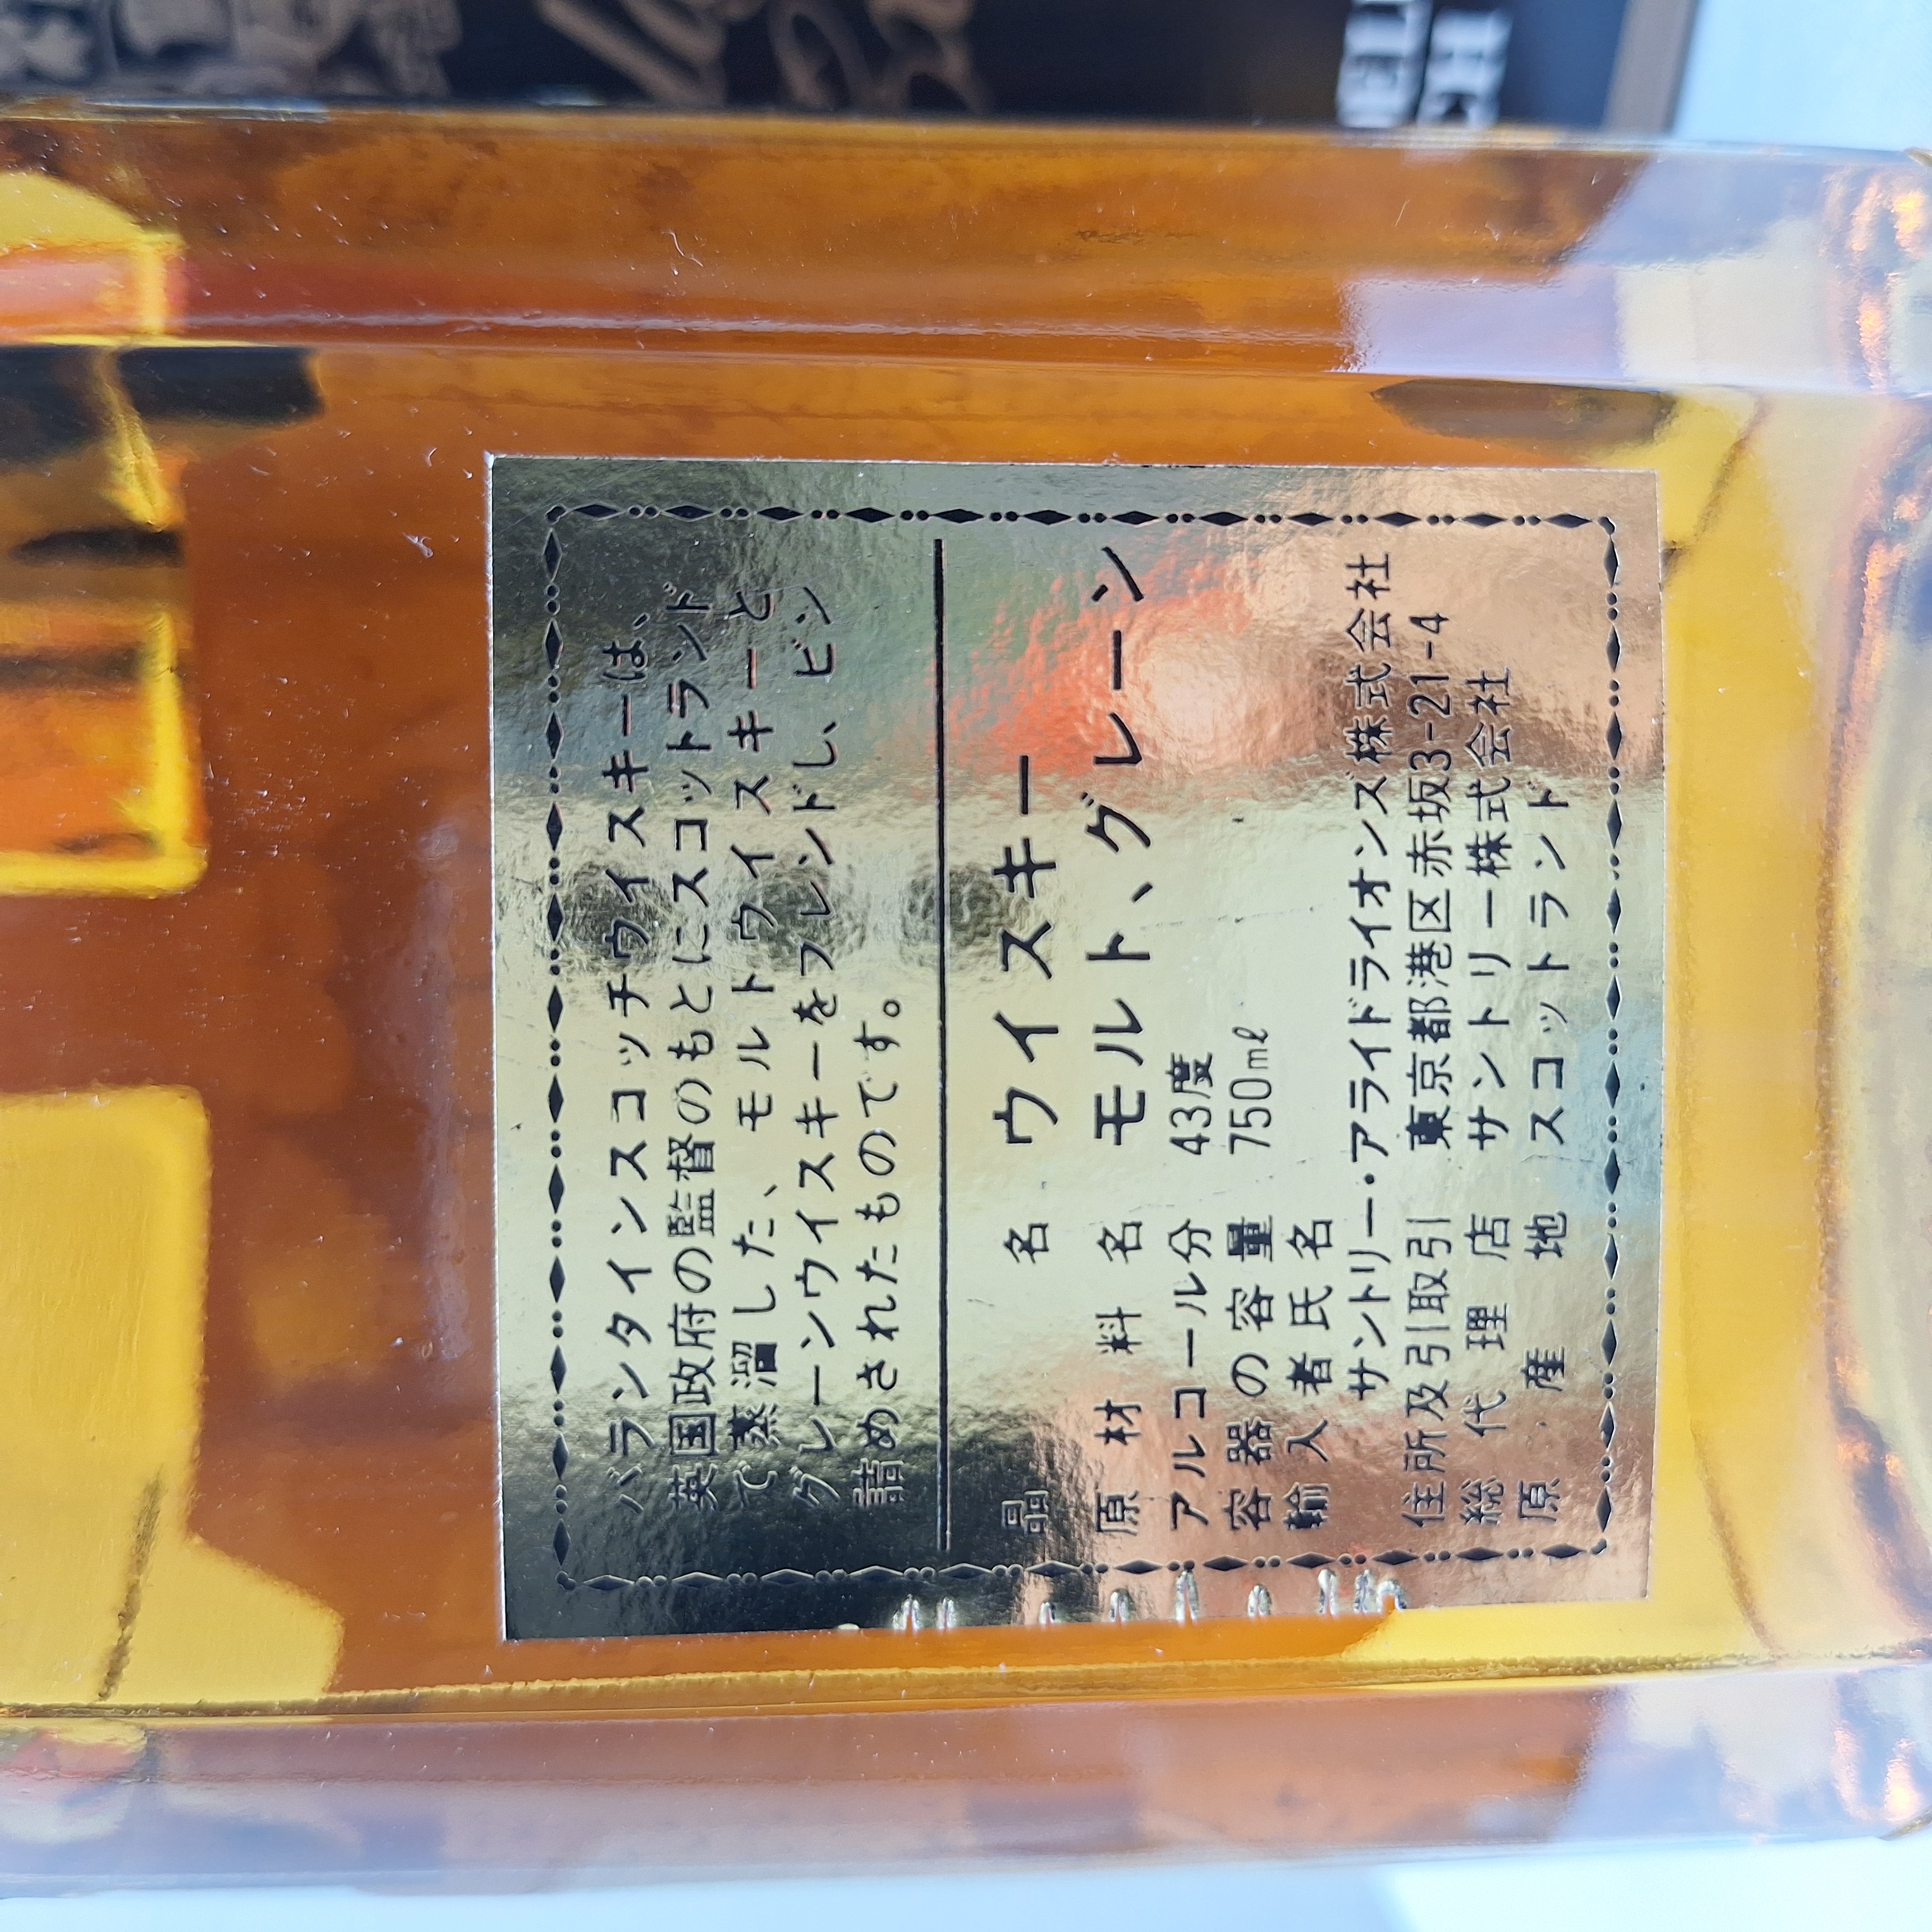 バランタインスコッチウイスキーは、
英国政府の監督のもとにスコットランド
で蒸溜した、モルトウイスキーと
グレーンウイスキーをブレンドし、ビン
詰めされたものです。
品名 ウイスキー
原材料名 モルト、グレーン
アルコール分 43度
容器の容量 750mℓ
輸入者氏名
サントリー・アライドライオンズ株式会社
住所及引引取引 東京都港区赤坂3-21-4
総代理店 サントリー株式会社
原産地 スコットランド